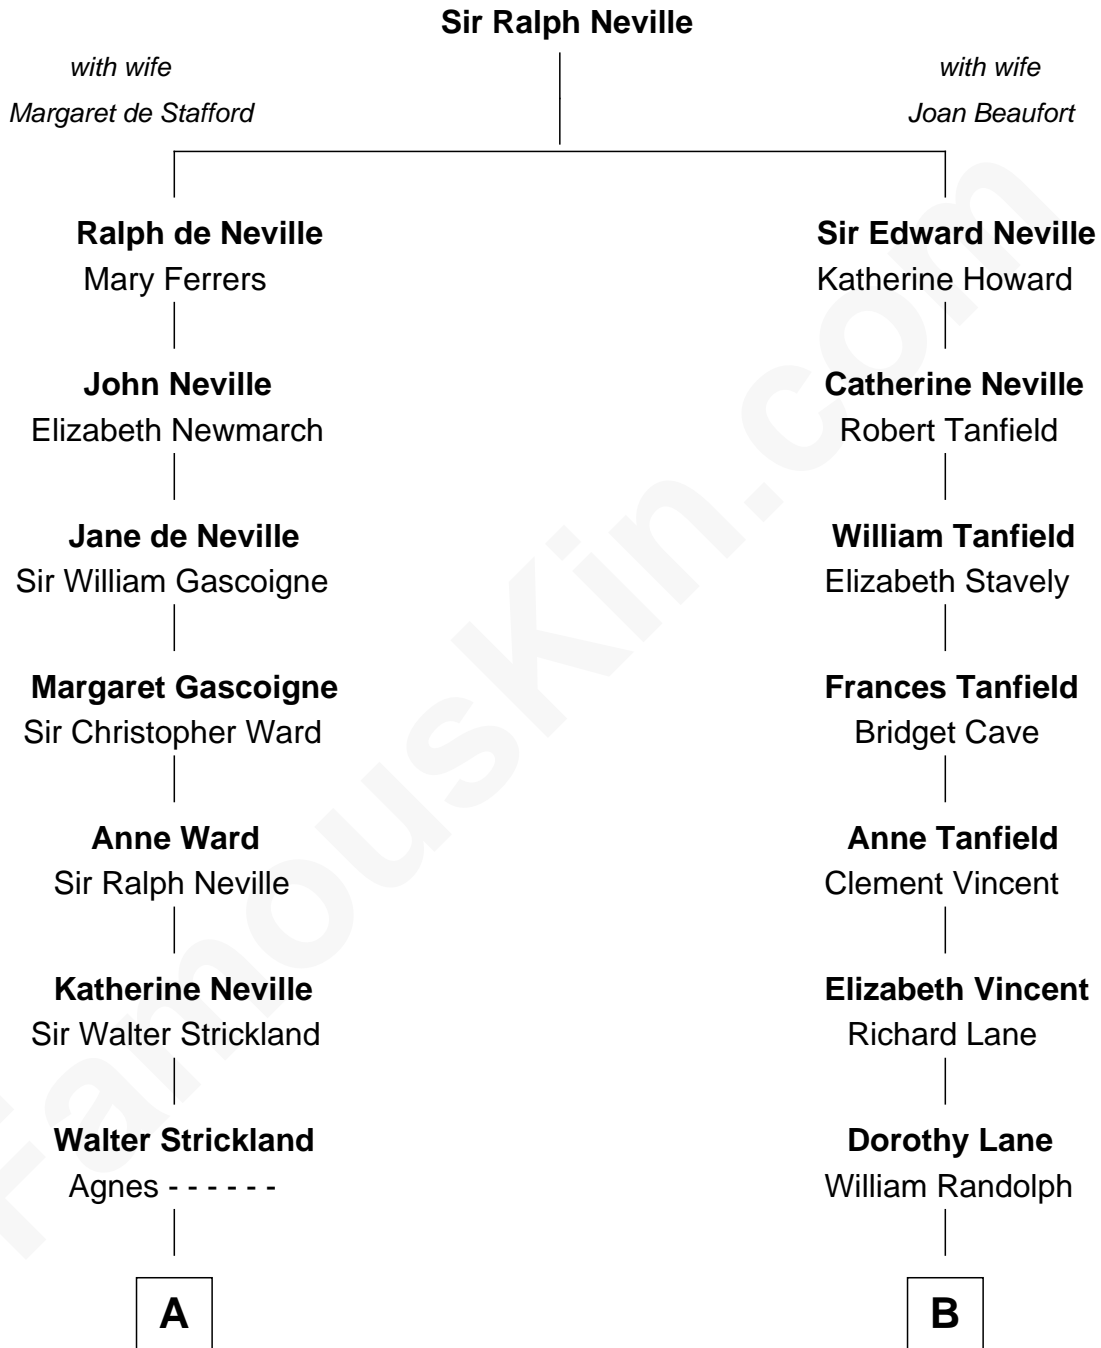 Sir Ralph Neville
with wife
Margaret de Stafford
with wife
Joan Beaufort
Ralph de Neville
Mary Ferrers
Sir Edward Neville
Katherine Howard
John Neville
Elizabeth Newmarch
Catherine Neville
Robert Tanfield
Jane de Neville
Sir William Gascoigne
William Tanfield
Elizabeth Stavely
Margaret Gascoigne
Sir Christopher Ward
Frances Tanfield
Bridget Cave
Anne Ward
Sir Ralph Neville
Anne Tanfield
Clement Vincent
Katherine Neville
Sir Walter Strickland
Elizabeth Vincent
Richard Lane
Walter Strickland
Agnes - - - - - -
Dorothy Lane
William Randolph
A
B
FamousKin.com